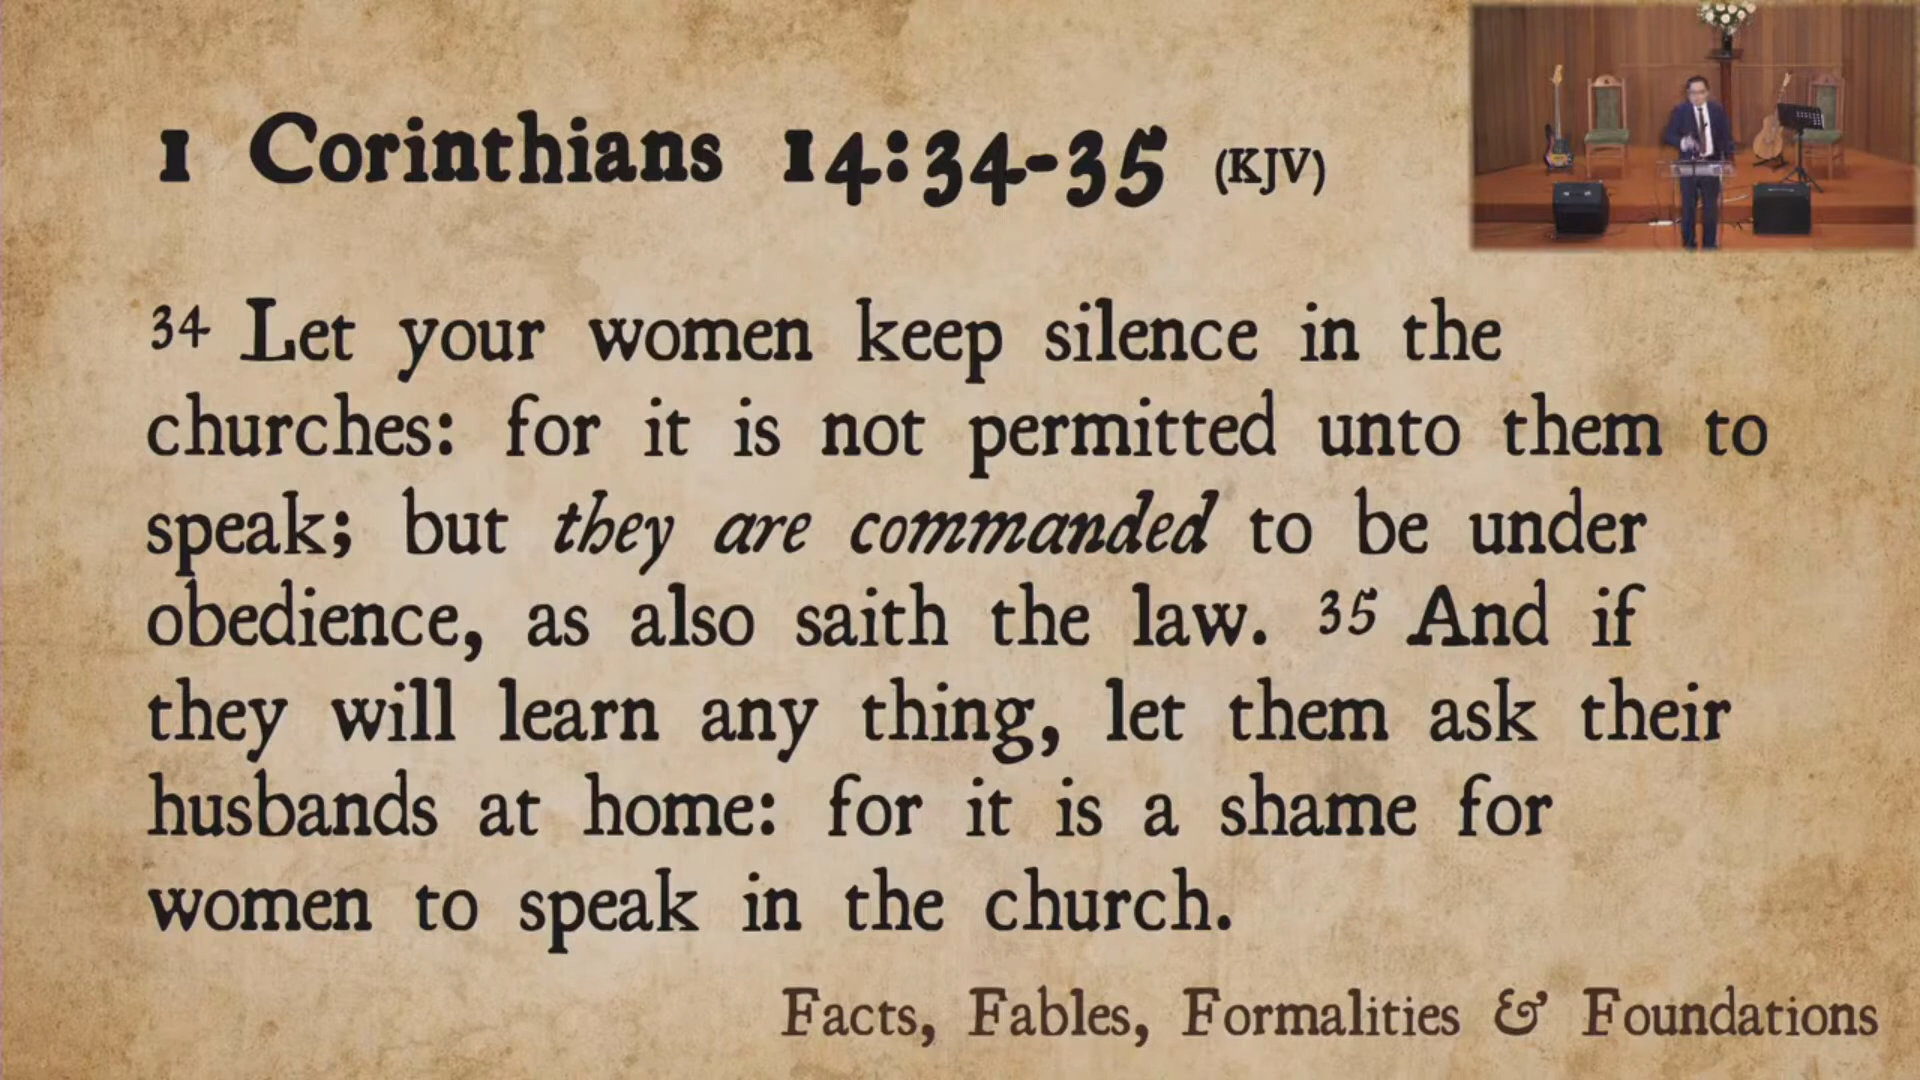 1 Corinthians 14:34-35 (KJV)
34 Let your women keep silence in the
churches: for it is not permitted unto them to
speak; but they are commanded to be under
obedience, as also saith the law. 35 And if
they will learn any thing, let them ask their
husbands at home: for it is a shame for
women to speak in the church.
Facts, Fables, Formalities & Foundations